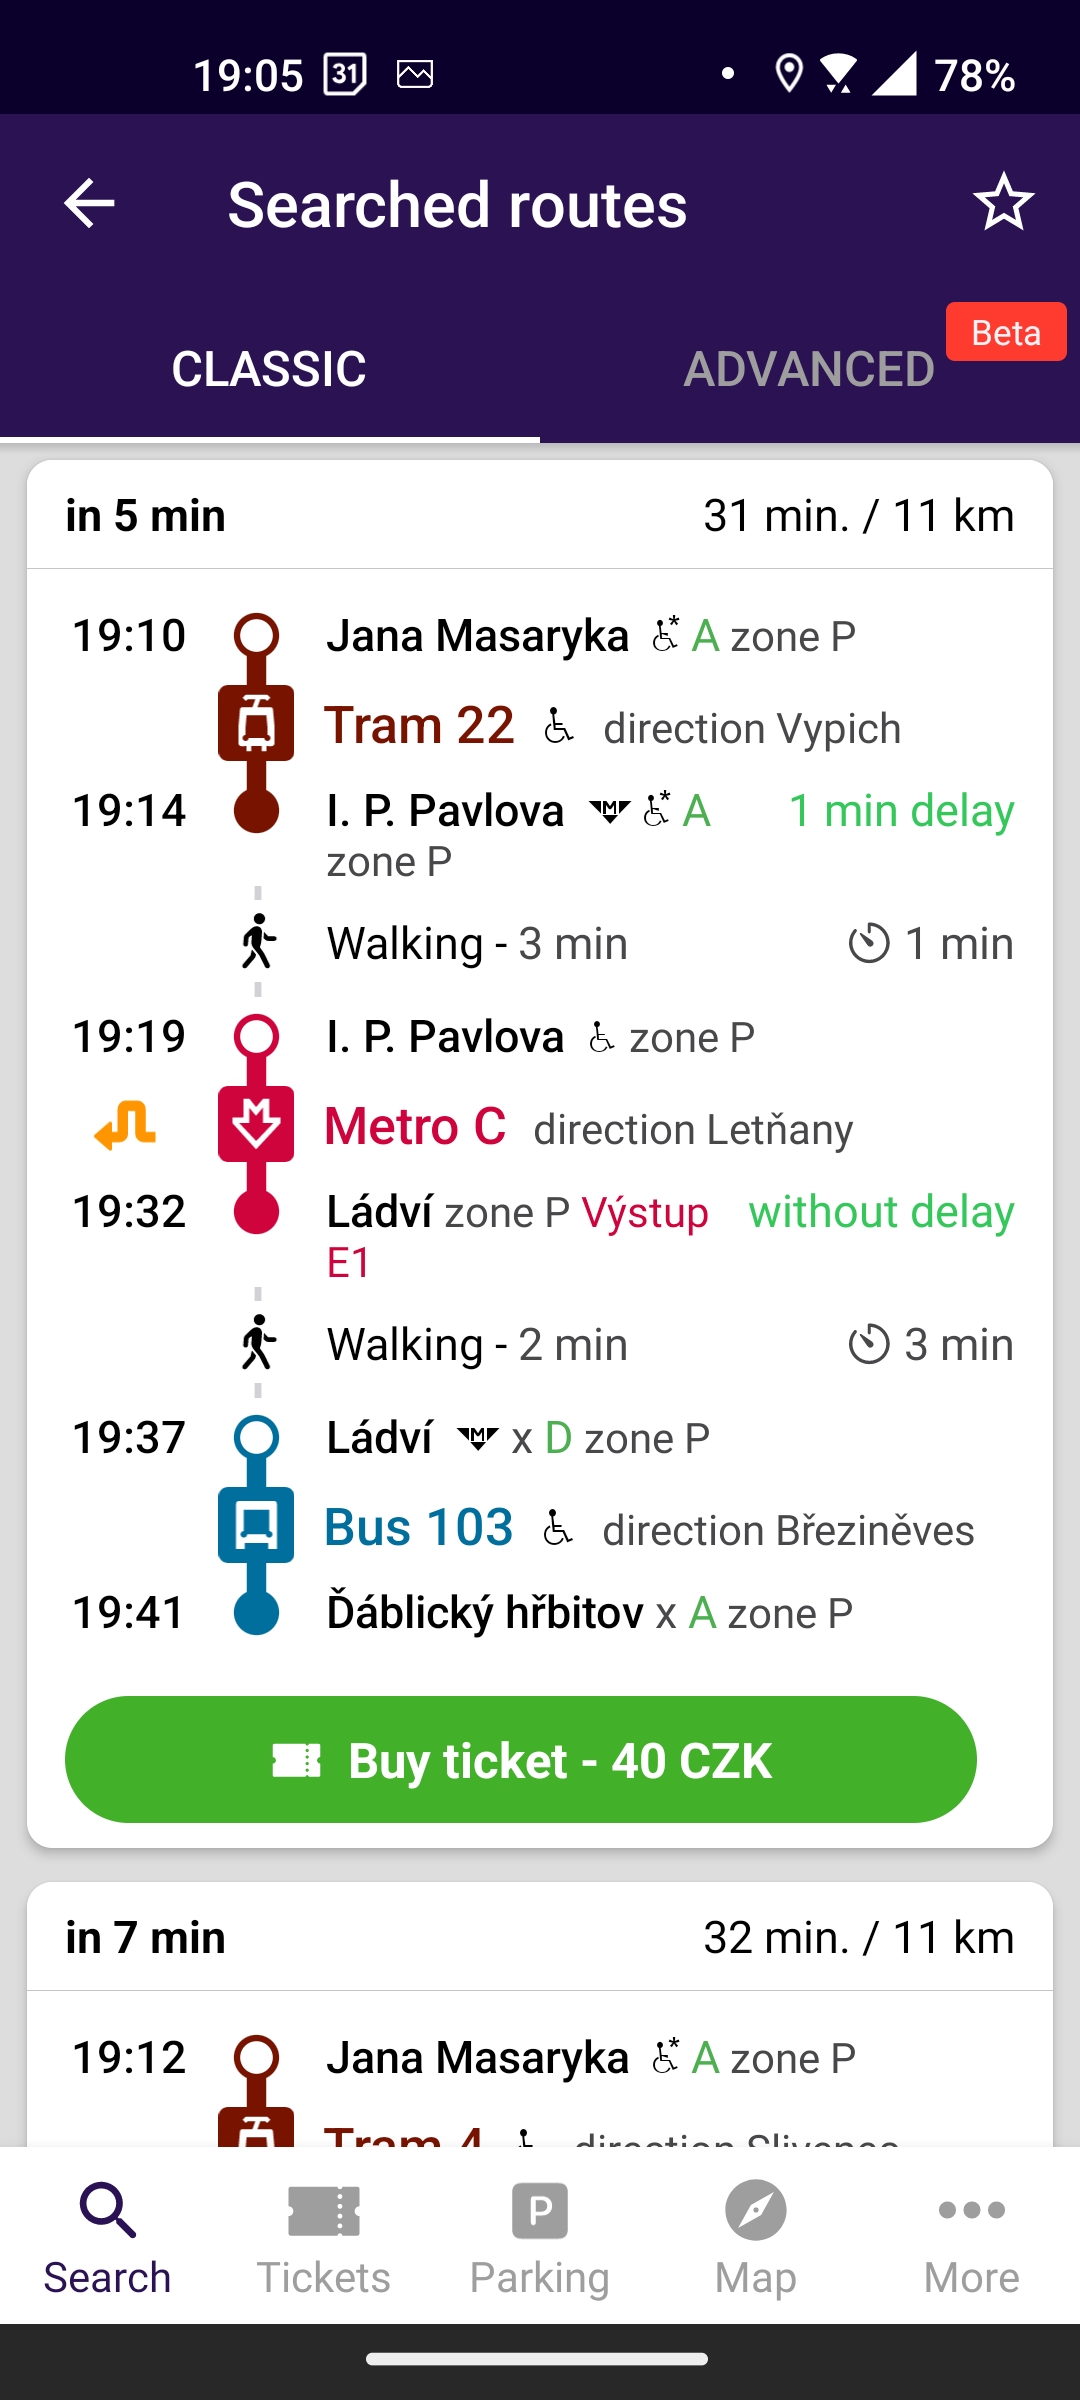 19:05 31 78%
Searched routes
CLASSIC ADVANCED Beta
in 5 min 31 min. / 11 km
19:10 Jana Masaryka A zone P
Tram 22 direction Vypich
19:14 I. P. Pavlova M A 1 min delay
zone P
Walking - 3 min 1 min
19:19 I. P. Pavlova zone P
M Metro C direction Letňany
19:32 Ládví zone P Výstup without delay
E1
Walking - 2 min 3 min
19:37 Ládví M x D zone P
Bus 103 direction Březiněves
19:41 Ďáblický hřbitov x A zone P
Buy ticket - 40 CZK
in 7 min 32 min. / 11 km
19:12 Jana Masaryka A zone P
Tram 4 direction Slivenec
P
Search Tickets Parking Map More